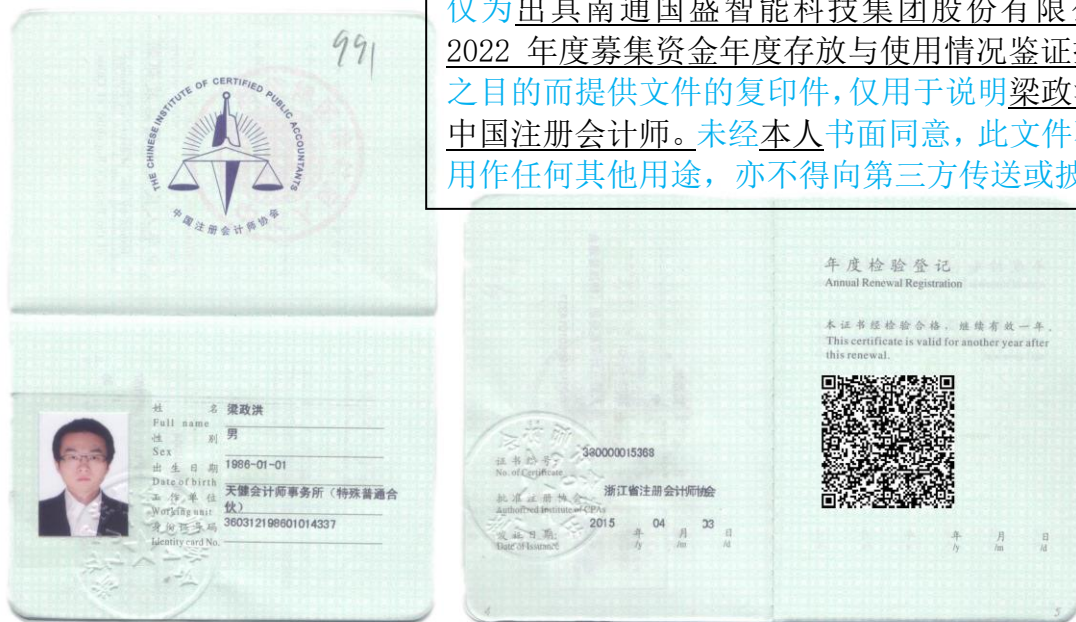 991
仅为出具南通国盛智能科技集团股份有限
2022 年度募集资金年度存放与使用情况鉴证
之目的而提供文件的复印件，仅用于说明梁政
中国注册会计师。未经本人书面同意，此文件
用作任何其他用途，亦不得向第三方传送或披
THE CHINESE INSTITUTE OF CERTIFIED PUBLIC ACCOUNTANTS
中国注册会计师协会
姓 名 梁政洪
Full name
性 别 男
Sex
出生日期 1986-01-01
Date of birth
工作单位 天健会计师事务所（特殊普通合
Working unit 伙）
身份证号码 360312198601014337
Identity card No.
证书编号: 330000015368
No. of Certificate
批准注册协会: 浙江省注册会计师协会
Authorized Institute of CPAs
发证日期: 2015 年 04 月 03 日
Date of Issuance /y /m /d
4
年度检验登记
Annual Renewal Registration
本证书经检验合格，继续有效一年。
This certificate is valid for another year after
this renewal.
年 月 日
/y /m /d
5